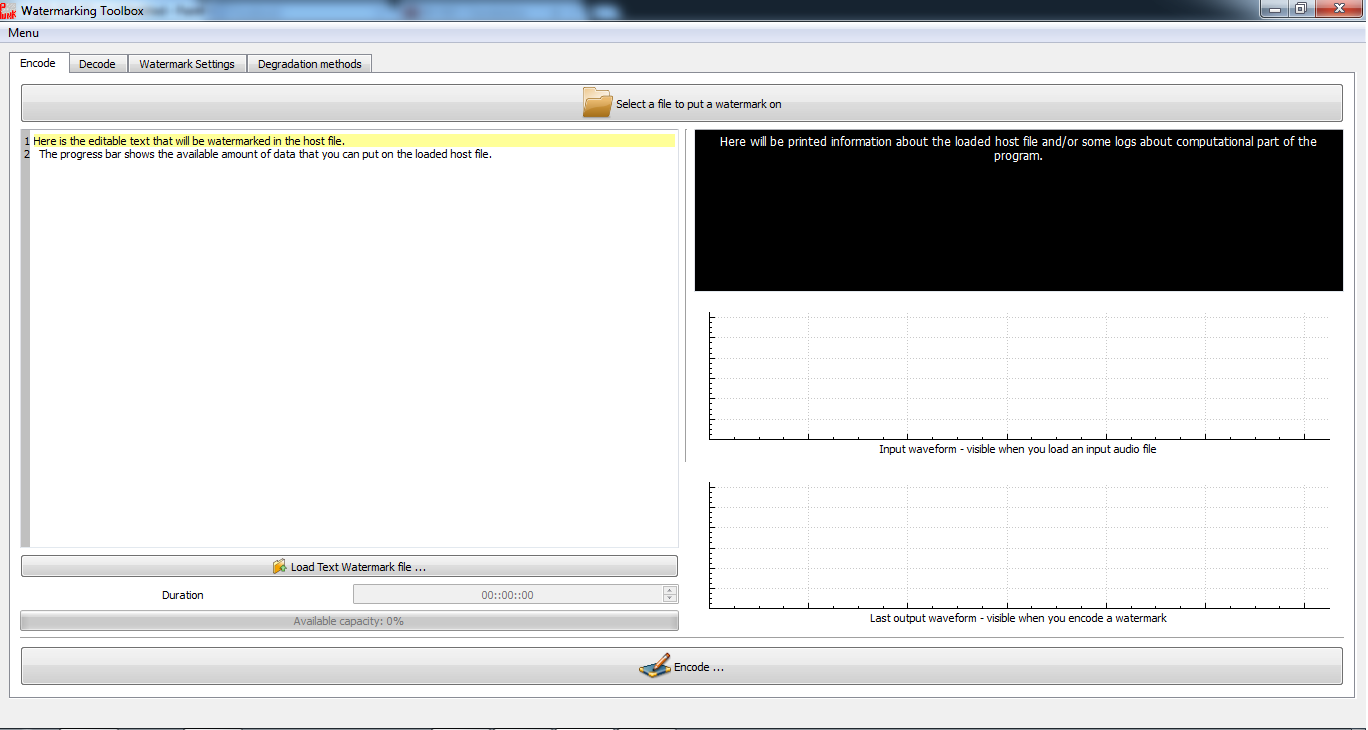 Watermarking Toolbox
Menu
Encode
Decode
Watermark Settings
Degradation methods
Select a file to put a watermark on
1 Here is the editable text that will be watermarked in the host file.
2 The progress bar shows the available amount of data that you can put on the loaded host file.
Here will be printed information about the loaded host file and/or some logs about computational part of the
program.
Input waveform - visible when you load an input audio file
Last output waveform - visible when you encode a watermark
Load Text Watermark file ...
Duration
00::00::00
Available capacity: 0%
Encode ...